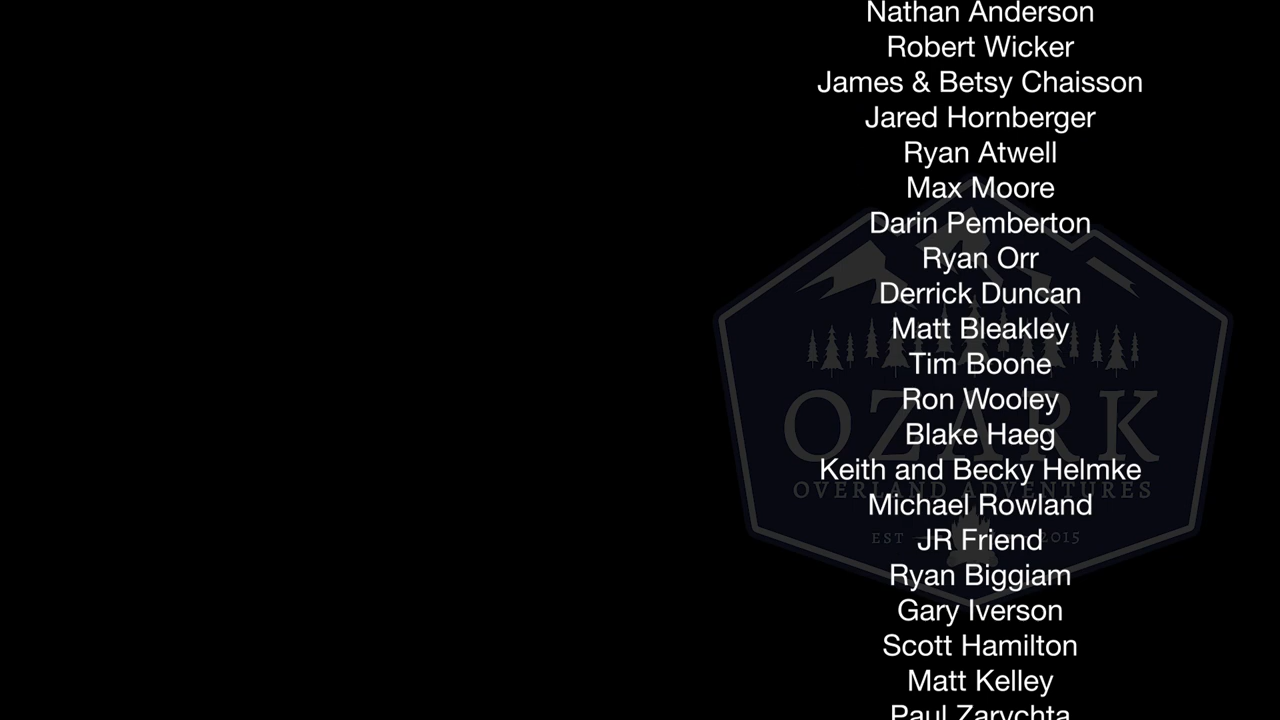 Nathan Anderson
Robert Wicker
James & Betsy Chaisson
Jared Hornberger
Ryan Atwell
Max Moore
Darin Pemberton
Ryan Orr
Derrick Duncan
Matt Bleakley
Tim Boone
Ron Wooley
OZARK
Blake Haeg
Keith and Becky Helmke
OVERLAND ADVENTURES
Michael Rowland
EST 2015
JR Friend
Ryan Biggiam
Gary Iverson
Scott Hamilton
Matt Kelley
Paul Zarychta